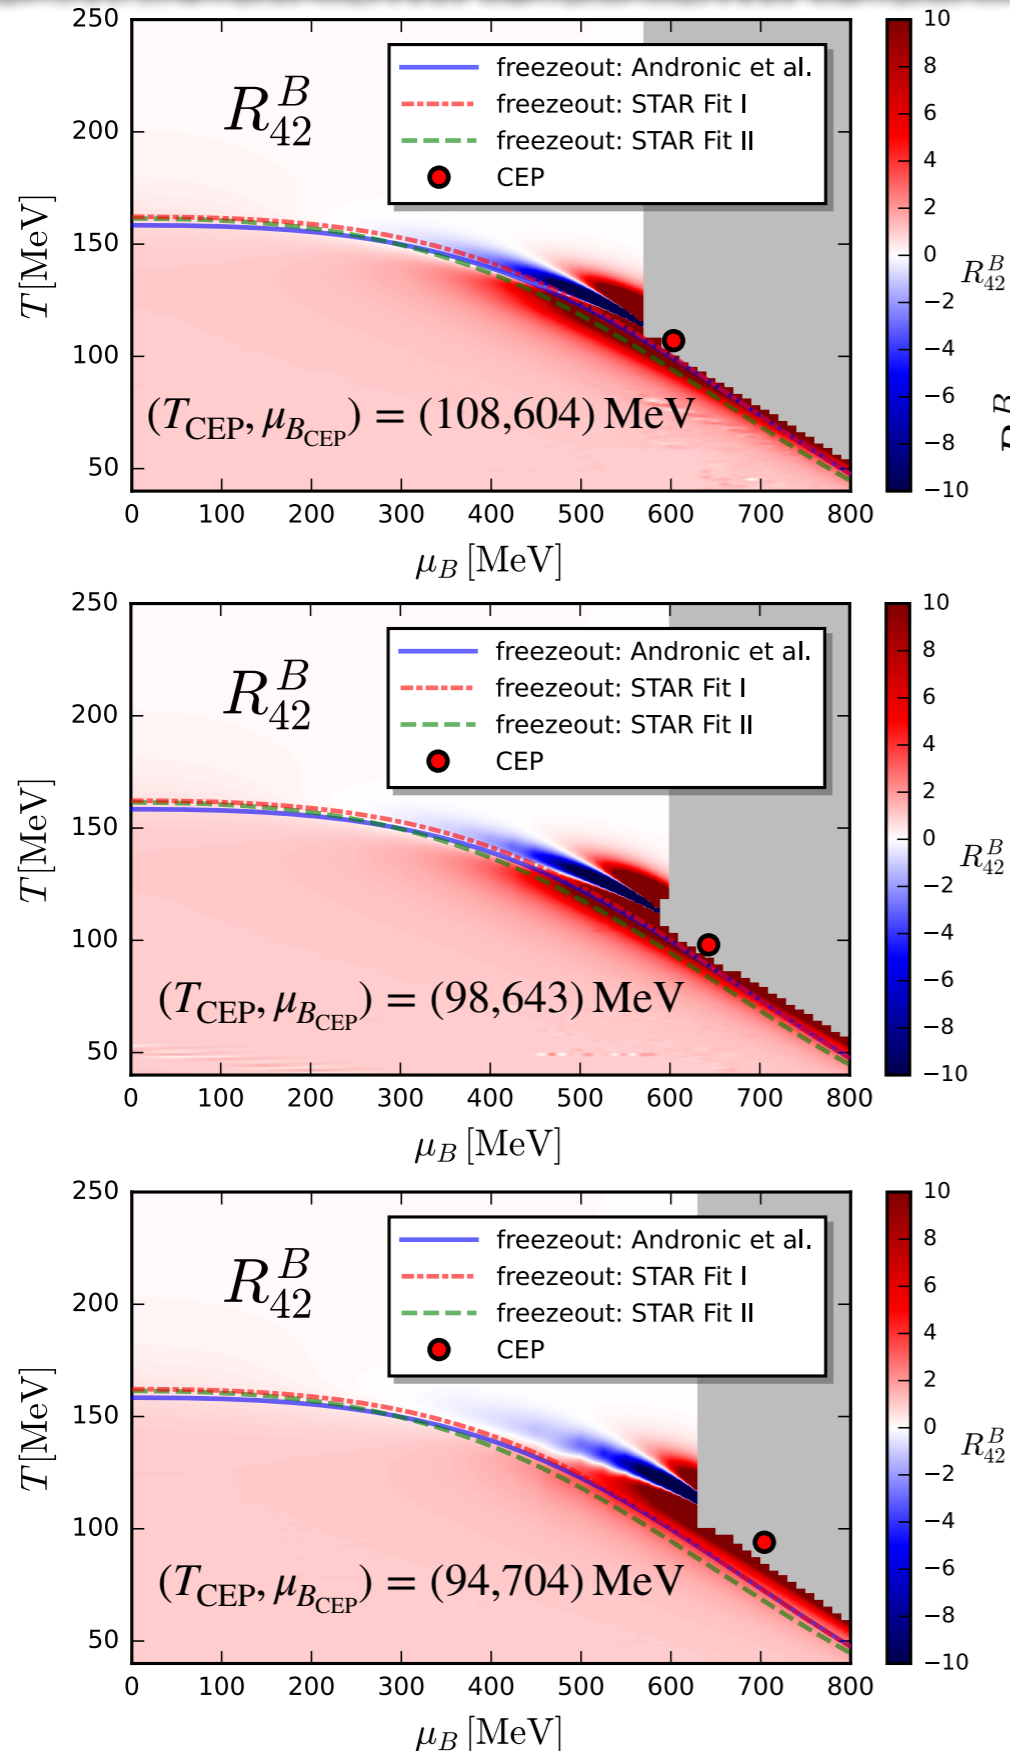 250
200
150
100
50
T [MeV]
R^B_42
freezeout: Andronic et al.
freezeout: STAR Fit I
freezeout: STAR Fit II
CEP
(T_CEP, μ_B_CEP) = (108,604) MeV
0 100 200 300 400 500 600 700 800
μ_B [MeV]
10
8
6
4
2
0
−2
−4
−6
−8
−10
R^B_42
250
200
150
100
50
T [MeV]
R^B_42
freezeout: Andronic et al.
freezeout: STAR Fit I
freezeout: STAR Fit II
CEP
(T_CEP, μ_B_CEP) = (98,643) MeV
0 100 200 300 400 500 600 700 800
μ_B [MeV]
10
8
6
4
2
0
−2
−4
−6
−8
−10
R^B_42
250
200
150
100
50
T [MeV]
R^B_42
freezeout: Andronic et al.
freezeout: STAR Fit I
freezeout: STAR Fit II
CEP
(T_CEP, μ_B_CEP) = (94,704) MeV
0 100 200 300 400 500 600 700 800
μ_B [MeV]
10
8
6
4
2
0
−2
−4
−6
−8
−10
R^B_42